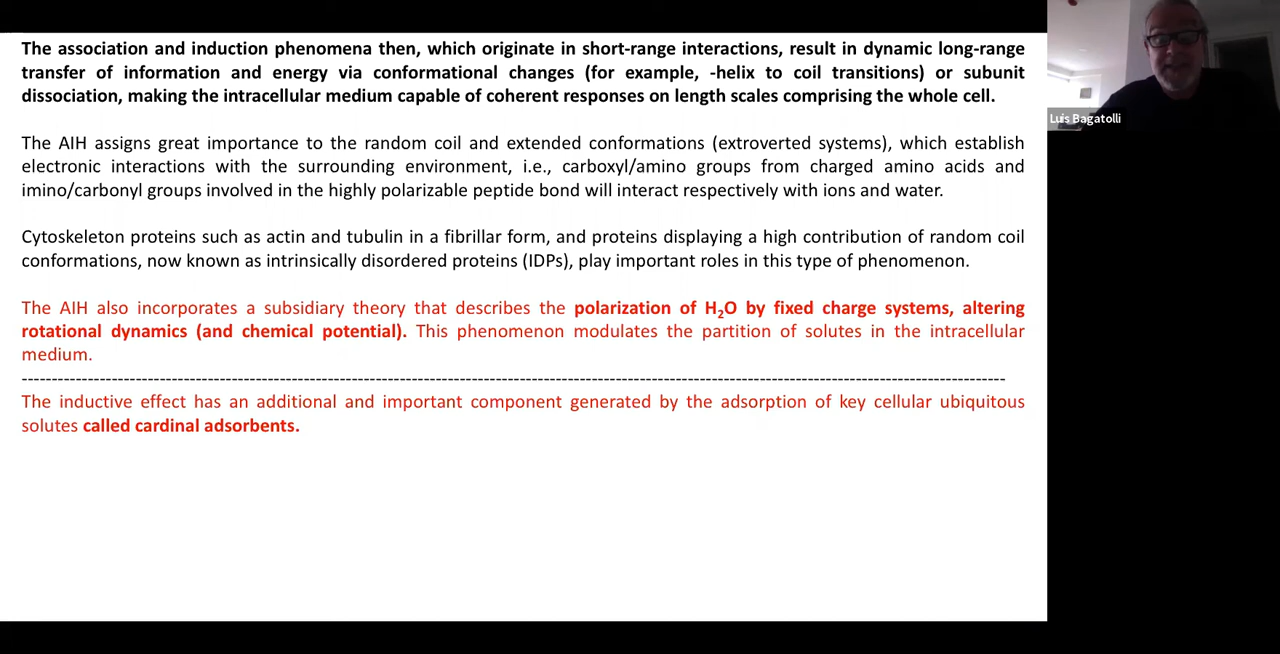 The association and induction phenomena then, which originate in short-range interactions, result in dynamic long-range
transfer of information and energy via conformational changes (for example, -helix to coil transitions) or subunit
dissociation, making the intracellular medium capable of coherent responses on length scales comprising the whole cell.
The AIH assigns great importance to the random coil and extended conformations (extroverted systems), which establish
electronic interactions with the surrounding environment, i.e., carboxyl/amino groups from charged amino acids and
imino/carbonyl groups involved in the highly polarizable peptide bond will interact respectively with ions and water.
Cytoskeleton proteins such as actin and tubulin in a fibrillar form, and proteins displaying a high contribution of random coil
conformations, now known as intrinsically disordered proteins (IDPs), play important roles in this type of phenomenon.
The AIH also incorporates a subsidiary theory that describes the polarization of H₂O by fixed charge systems, altering
rotational dynamics (and chemical potential). This phenomenon modulates the partition of solutes in the intracellular
medium.
The inductive effect has an additional and important component generated by the adsorption of key cellular ubiquitous
solutes called cardinal adsorbents.
Luis Bagatolli